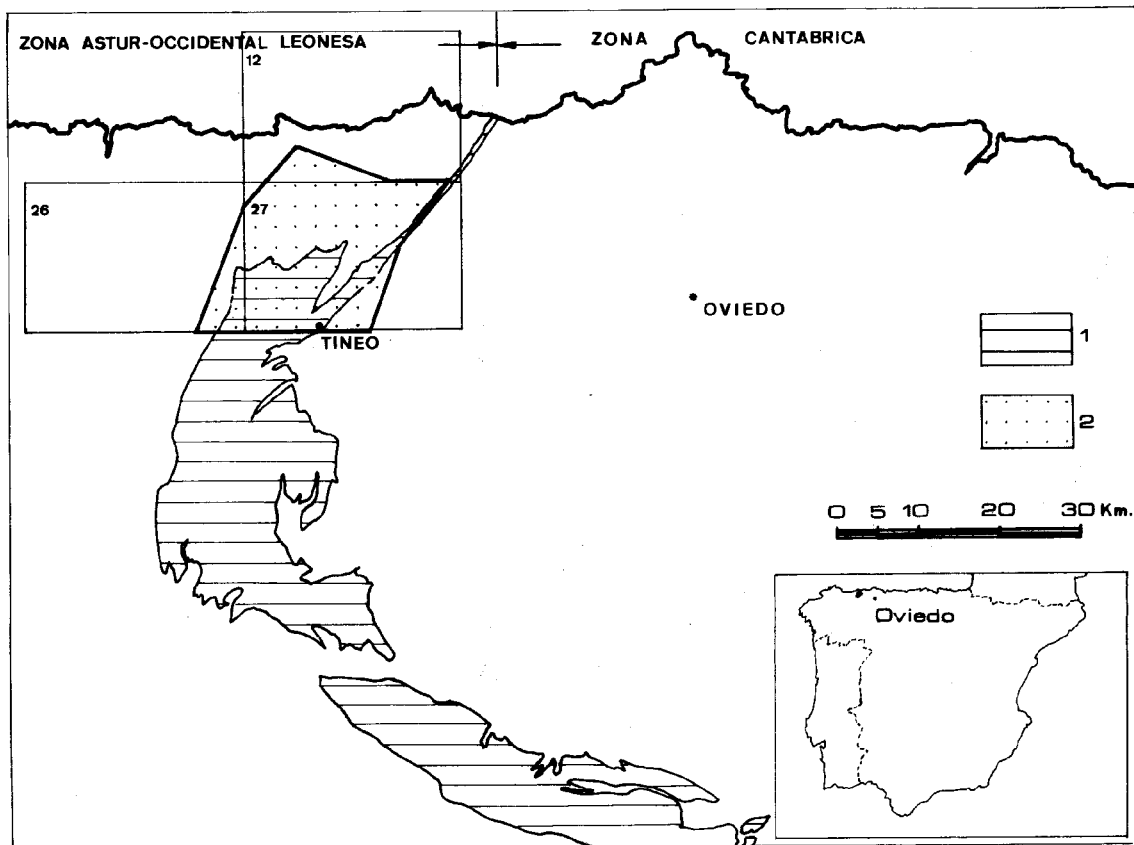 ZONA ASTUR-OCCIDENTAL LEONESA
ZONA CANTABRICA
12
26
27
TINEO
OVIEDO
1
2
0 5 10 20 30 Km.
Oviedo